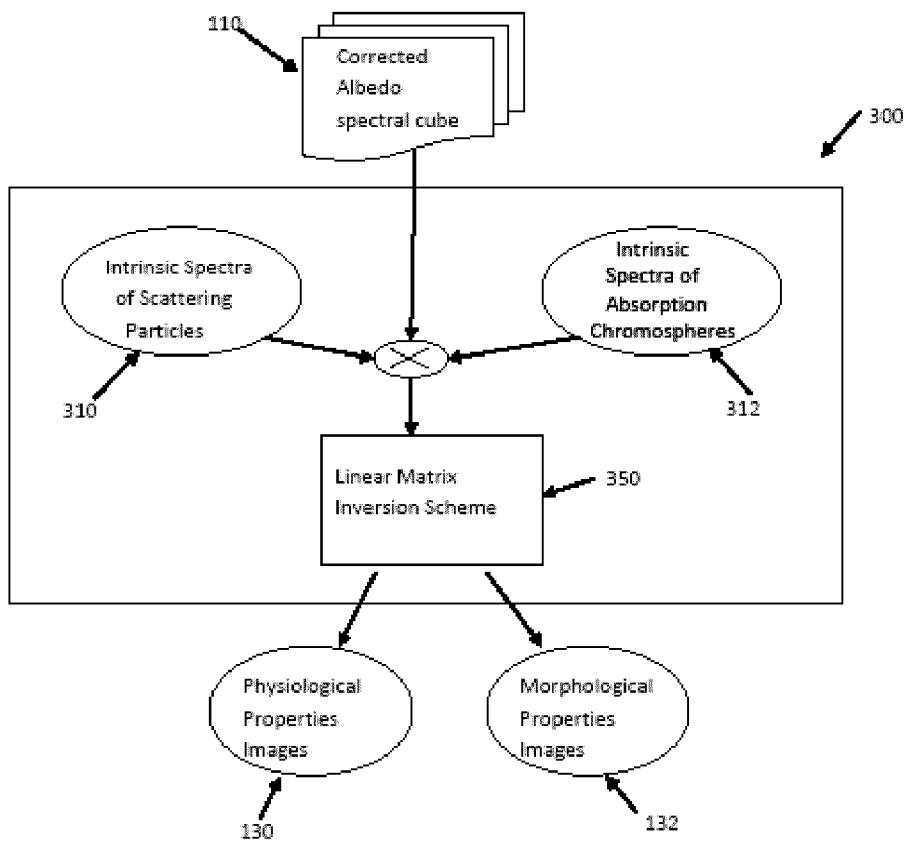 110
Corrected
Albedo
spectral cube
300
Intrinsic Spectra
of Scattering
Particles
Intrinsic
Spectra of
Absorption
Chromospheres
310
312
Linear Matrix
Inversion Scheme
350
Physiological
Properties
Images
Morphological
Properties
Images
130
132